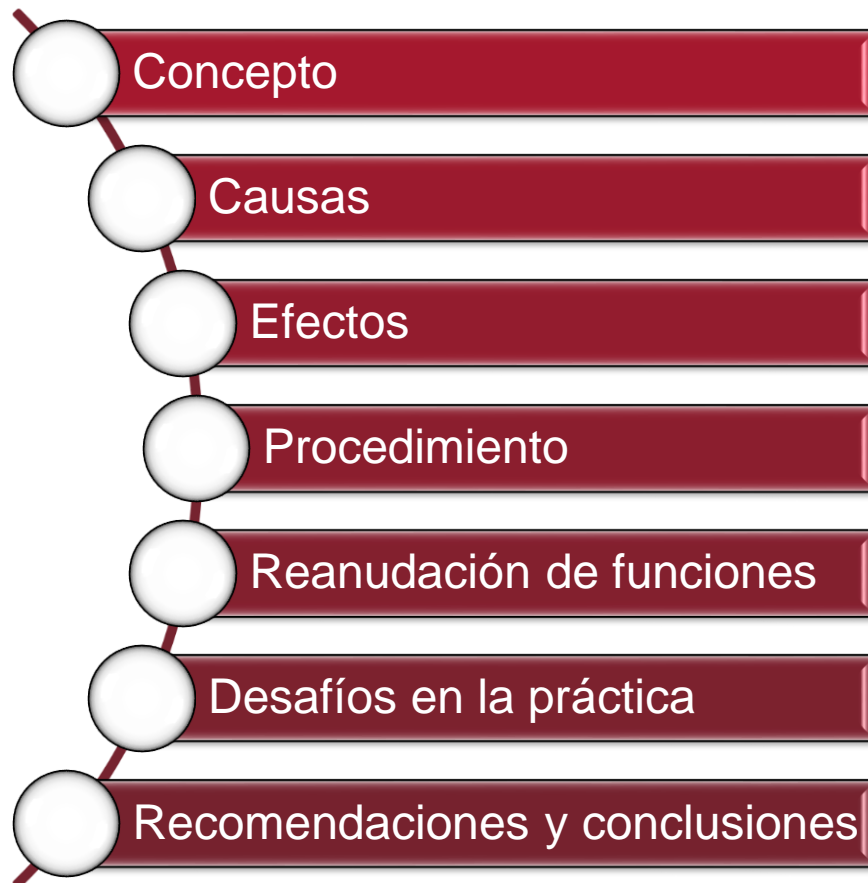 Concepto
Causas
Efectos
Procedimiento
Reanudación de funciones
Desafíos en la práctica
Recomendaciones y conclusiones